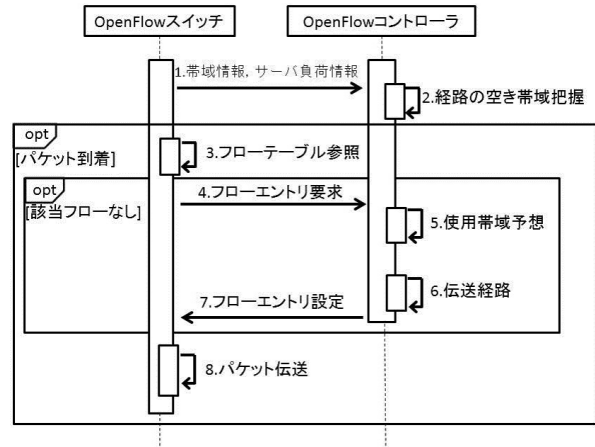 OpenFlowスイッチ
OpenFlowコントローラ
1.帯域情報, サーバ負荷情報
2.経路の空き帯域把握
opt
[パケット到着]
3.フローテーブル参照
opt
[該当フローなし]
4.フローエントリ要求
5.使用帯域予想
6.伝送経路
7.フローエントリ設定
8.パケット伝送